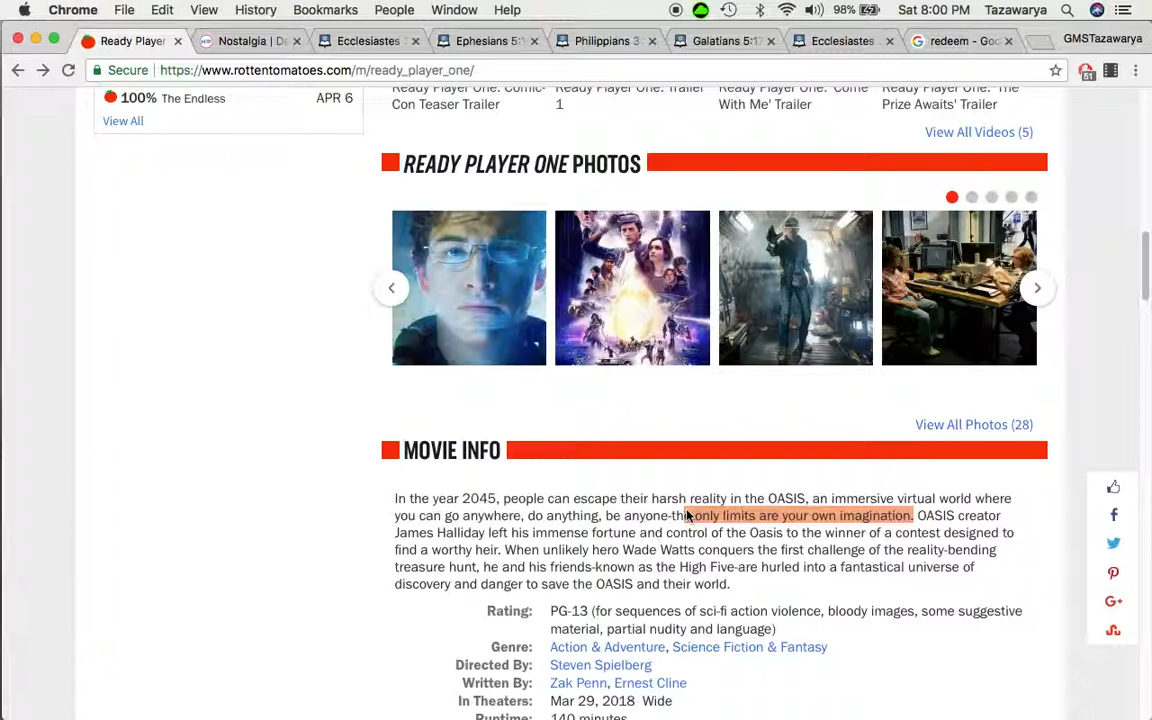 Chrome File Edit View History Bookmarks People Window Help 98% Sat 8:00 PM Tazawarya
Ready Player Nostalgia | De Ecclesiastes Ephesians 5:1 Philippians 3 Galatians 5:1 Ecclesiastes redeem - Goo GMSTazawarya
Secure https://www.rottentomatoes.com/m/ready_player_one/ 51
100% The Endless APR 6
View All
Ready Player One: Comic-
Con Teaser Trailer
Ready Player One: Trailer
1
Ready Player One: 'Come
With Me' Trailer
Ready Player One: 'The
Prize Awaits' Trailer
View All Videos (5)
READY PLAYER ONE PHOTOS
View All Photos (28)
MOVIE INFO
In the year 2045, people can escape their harsh reality in the OASIS, an immersive virtual world where
you can go anywhere, do anything, be anyone-the only limits are your own imagination. OASIS creator
James Halliday left his immense fortune and control of the Oasis to the winner of a contest designed to
find a worthy heir. When unlikely hero Wade Watts conquers the first challenge of the reality-bending
treasure hunt, he and his friends-known as the High Five-are hurled into a fantastical universe of
discovery and danger to save the OASIS and their world.
Rating: PG-13 (for sequences of sci-fi action violence, bloody images, some suggestive
material, partial nudity and language)
Genre: Action & Adventure, Science Fiction & Fantasy
Directed By: Steven Spielberg
Written By: Zak Penn, Ernest Cline
In Theaters: Mar 29, 2018 Wide
Runtime: 140 minutes